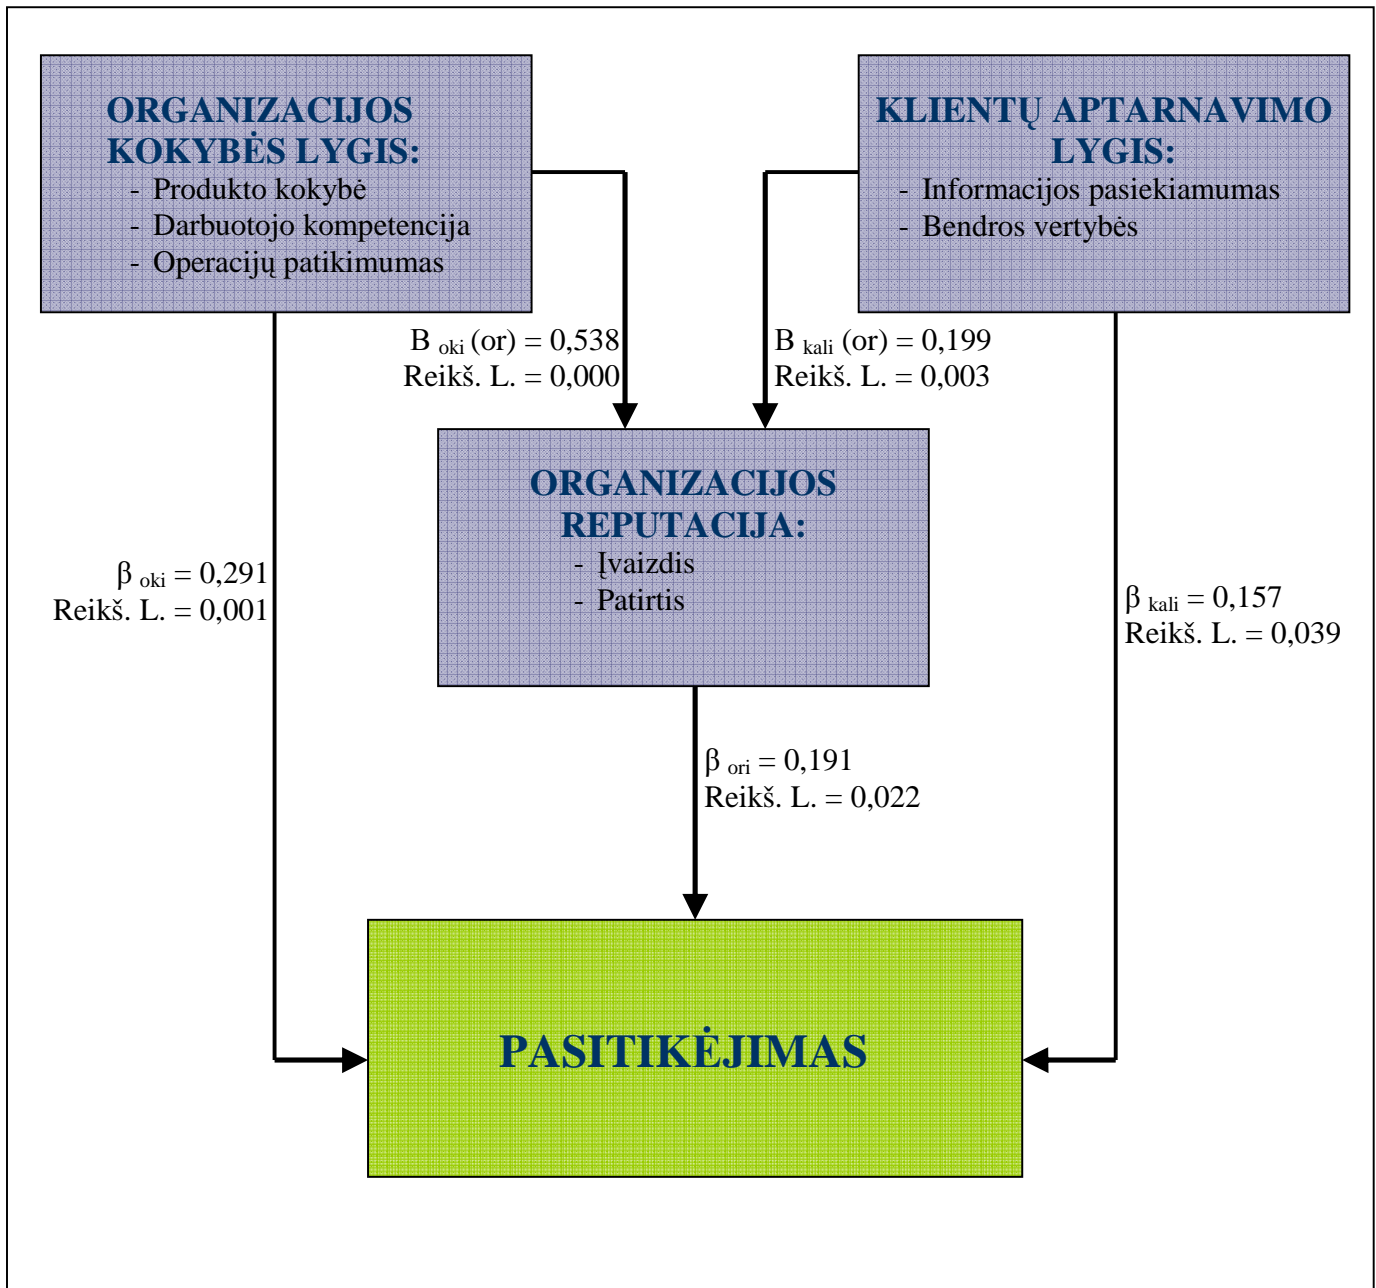 ORGANIZACIJOS
KOKYBĖS LYGIS:
- Produkto kokybė
- Darbuotojo kompetencija
- Operacijų patikimumas
KLIENTŲ APTARNAVIMO
LYGIS:
- Informacijos pasiekiamumas
- Bendros vertybės
B oki (or) = 0,538
Reikš. L. = 0,000
B kali (or) = 0,199
Reikš. L. = 0,003
ORGANIZACIJOS
REPUTACIJA:
- Įvaizdis
- Patirtis
β oki = 0,291
Reikš. L. = 0,001
β kali = 0,157
Reikš. L. = 0,039
β ori = 0,191
Reikš. L. = 0,022
PASITIKĖJIMAS